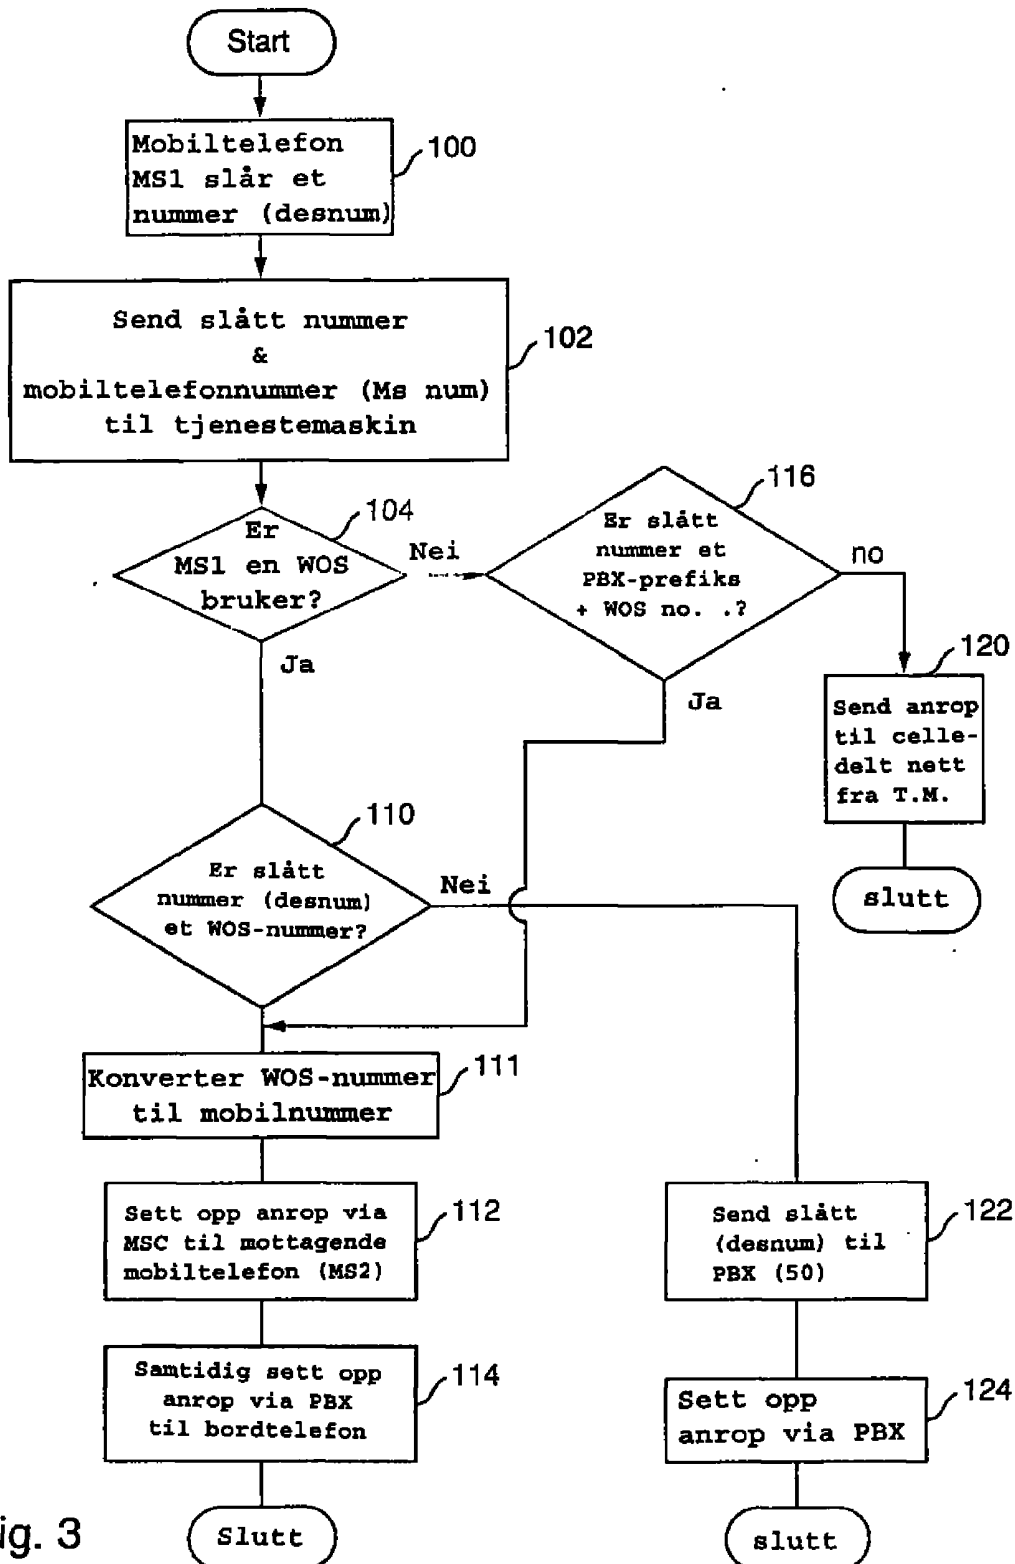 Start
Mobiltelefon
MS1 slår et
nummer (desnum)
100
Send slått nummer
&
mobiltelefonnummer (Ms num)
til tjenestemaskin
102
Er
MS1 en WOS
bruker?
104
Nei
Ja
Er slått
nummer et
PBX-prefiks
+ WOS no. .?
116
no
Ja
120
Send anrop
til celle-
delt nett
fra T.M.
slutt
Er slått
nummer (desnum)
et WOS-nummer?
110
Nei
Konverter WOS-nummer
til mobilnummer
111
Sett opp anrop via
MSC til mottagende
mobiltelefon (MS2)
112
Send slått
(desnum) til
PBX (50)
122
Samtidig sett opp
anrop via PBX
til bordtelefon
114
Sett opp
anrop via PBX
124
Slutt
slutt
ig. 3